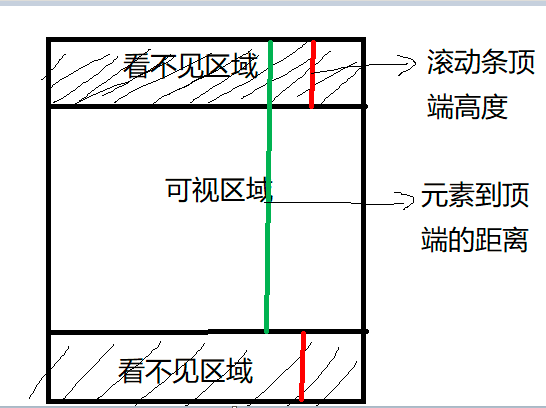 看不见区域
滚动条顶
端高度
可视区域
元素到顶
端的距离
看不见区域